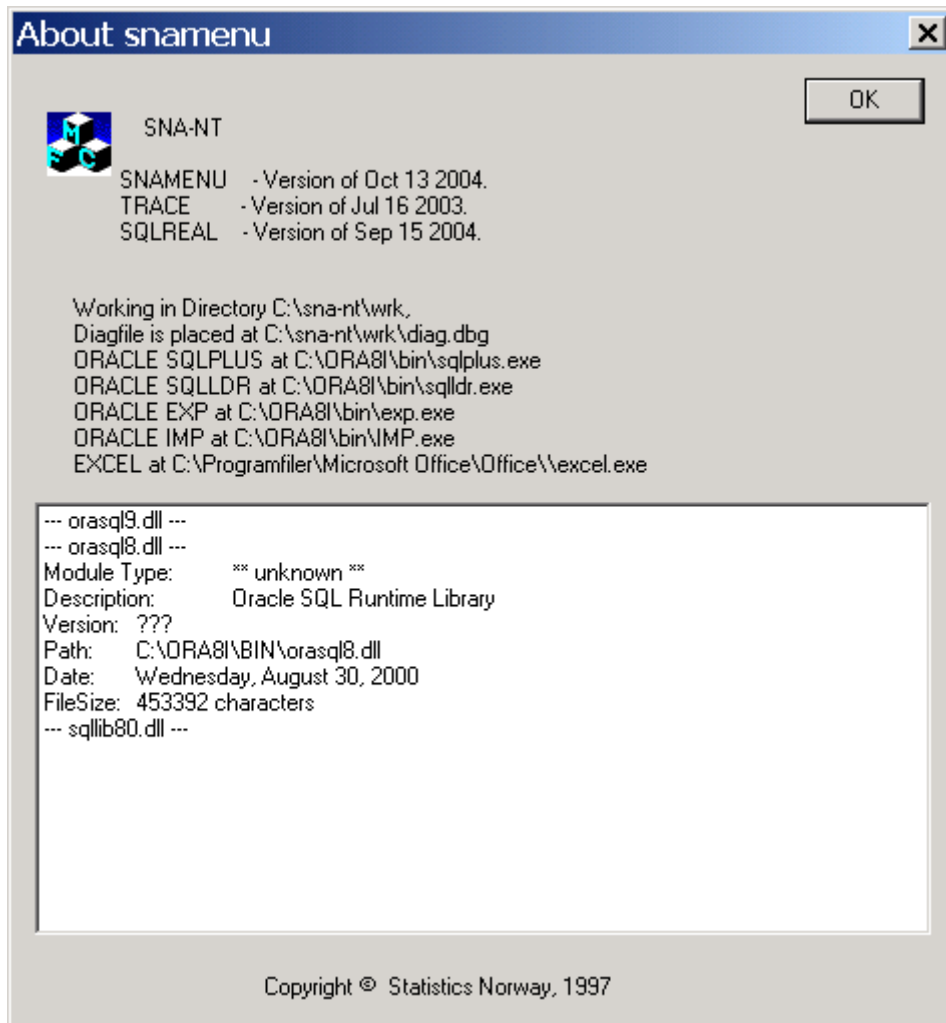 About snamenu
OK
M
F C
SNA-NT
SNAMENU - Version of Oct 13 2004.
TRACE - Version of Jul 16 2003.
SQLREAL - Version of Sep 15 2004.
Working in Directory C:\sna-nt\wrk,
Diagfile is placed at C:\sna-nt\wrk\diag.dbg
ORACLE SQLPLUS at C:\ORA8I\bin\sqlplus.exe
ORACLE SQLLDR at C:\ORA8I\bin\sqlldr.exe
ORACLE EXP at C:\ORA8I\bin\exp.exe
ORACLE IMP at C:\ORA8I\bin\IMP.exe
EXCEL at C:\Programfiler\Microsoft Office\Office\\excel.exe
--- orasql9.dll ---
--- orasql8.dll ---
Module Type: ** unknown **
Description: Oracle SQL Runtime Library
Version: ???
Path: C:\ORA8I\BIN\orasql8.dll
Date: Wednesday, August 30, 2000
FileSize: 453392 characters
--- sqllib80.dll ---
Copyright © Statistics Norway, 1997